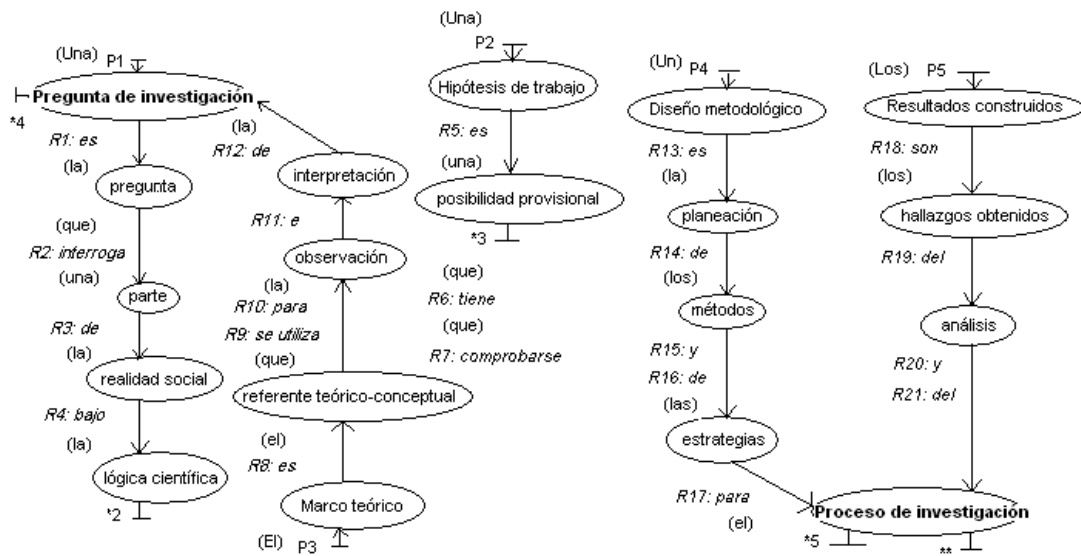 (Una) P1
Pregunta de investigación
*4
R1: es
(la)
pregunta
(que)
R2: interroga
(una)
parte
R3: de
(la)
realidad social
R4: bajo
(la)
lógica científica
*2
(la)
R12: de
interpretación
R11: e
observación
(la)
R10: para
R9: se utiliza
(que)
referente teórico-conceptual
(el)
R8: es
Marco teórico
(El) P3
(Una)
P2
Hipótesis de trabajo
R5: es
(una)
posibilidad provisional
*3
(que)
R6: tiene
(que)
R7: comprobarse
(Un) P4
Diseño metodológico
R13: es
(la)
planeación
R14: de
(los)
métodos
R15: y
R16: de
(las)
estrategias
R17: para
(el)
(Los) P5
Resultados construidos
R18: son
(los)
hallazgos obtenidos
R19: del
análisis
R20: y
R21: del
Proceso de investigación
*5
**